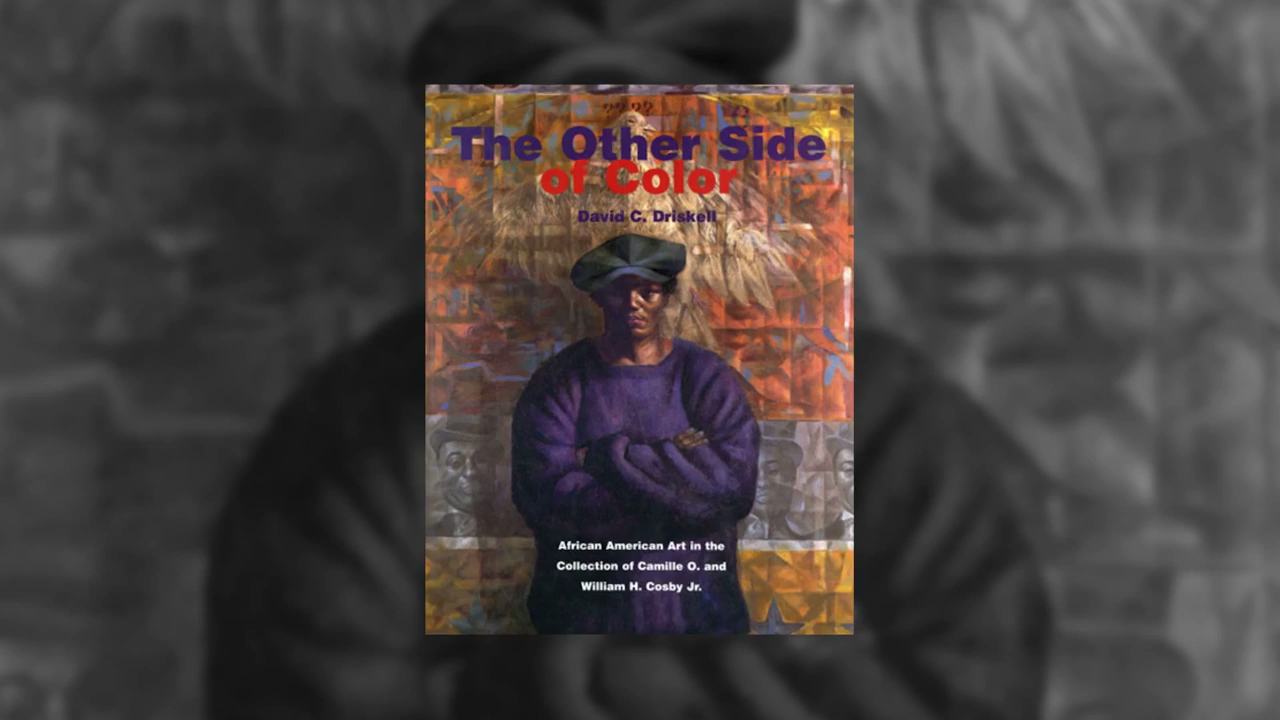 The Other Side
of Color
David C. Driskell
African American Art in the
Collection of Camille O. and
William H. Cosby Jr.